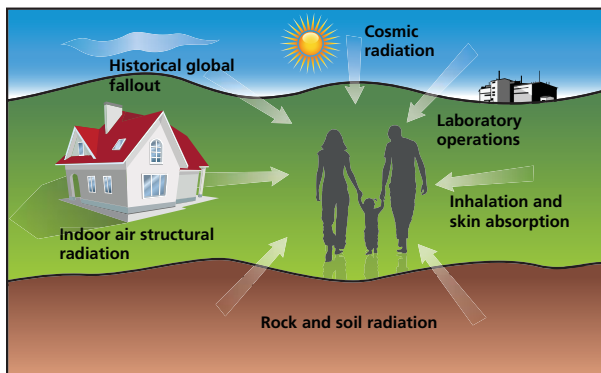 Cosmic
radiation
Historical global
fallout
Laboratory
operations
Inhalation and
skin absorption
Indoor air structural
radiation
Rock and soil radiation